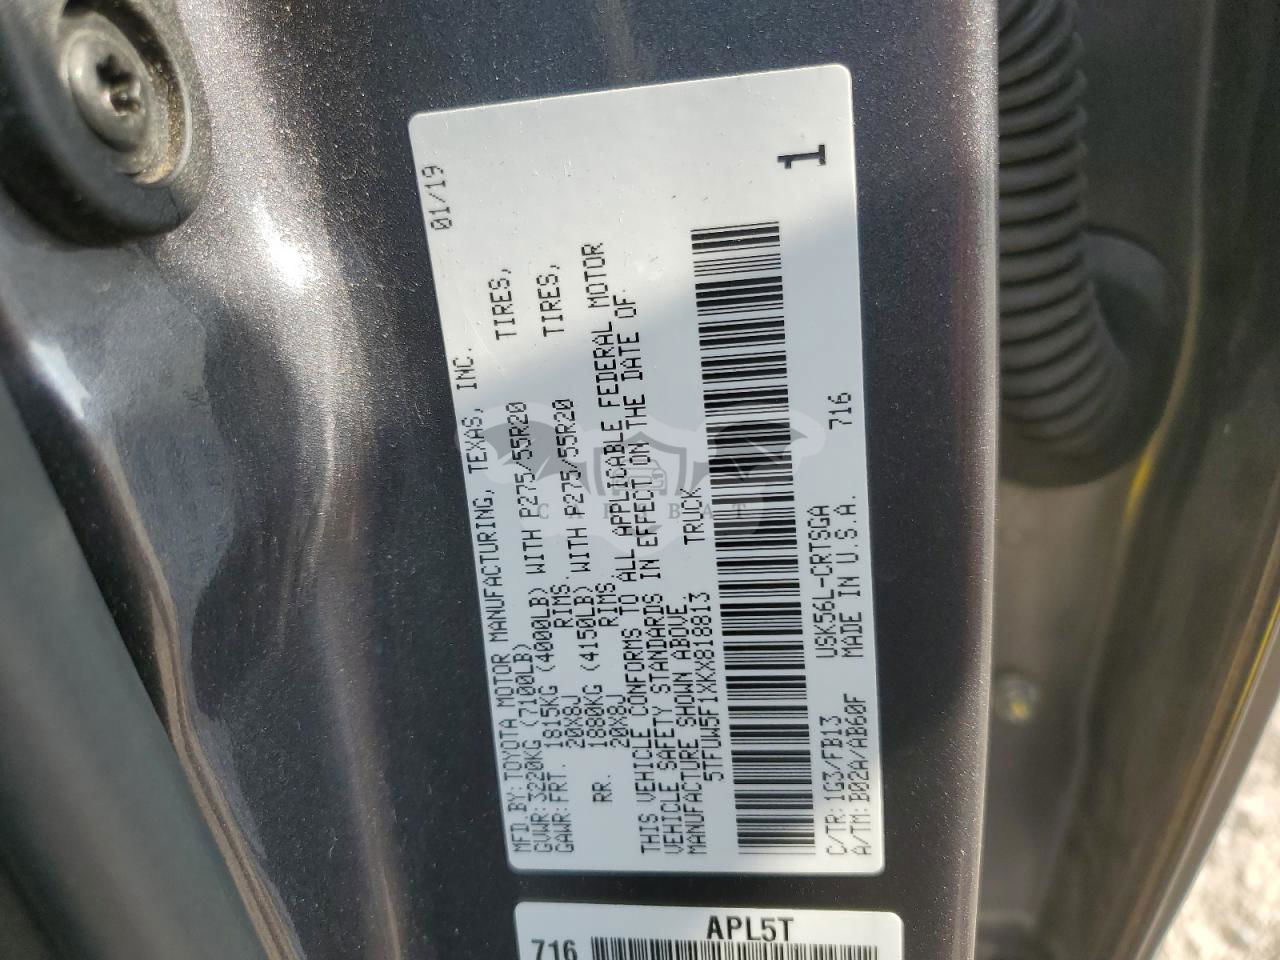 MFD.BY:TOYOTA MOTOR MANUFACTURING, TEXAS, INC. 01/19
GVWR:3220KG (7100LB)
GAWR:FRT. 1815KG (4000LB) WITH P275/55R20 TIRES,
20X8J RIMS.
RR. 1880KG (4150LB) WITH P275/55R20 TIRES,
20X8J RIMS.
THIS VEHICLE CONFORMS TO ALL APPLICABLE FEDERAL MOTOR
VEHICLE SAFETY STANDARDS IN EFFECT ON THE DATE OF
MANUFACTURE SHOWN ABOVE.
5TFUW5F1XKX818813 TRUCK
1
C/TR:1G3/FB13 USK56L-CRTSGA 716
A/TM:B02A/AB60F MADE IN U.S.A.
APL5T
716